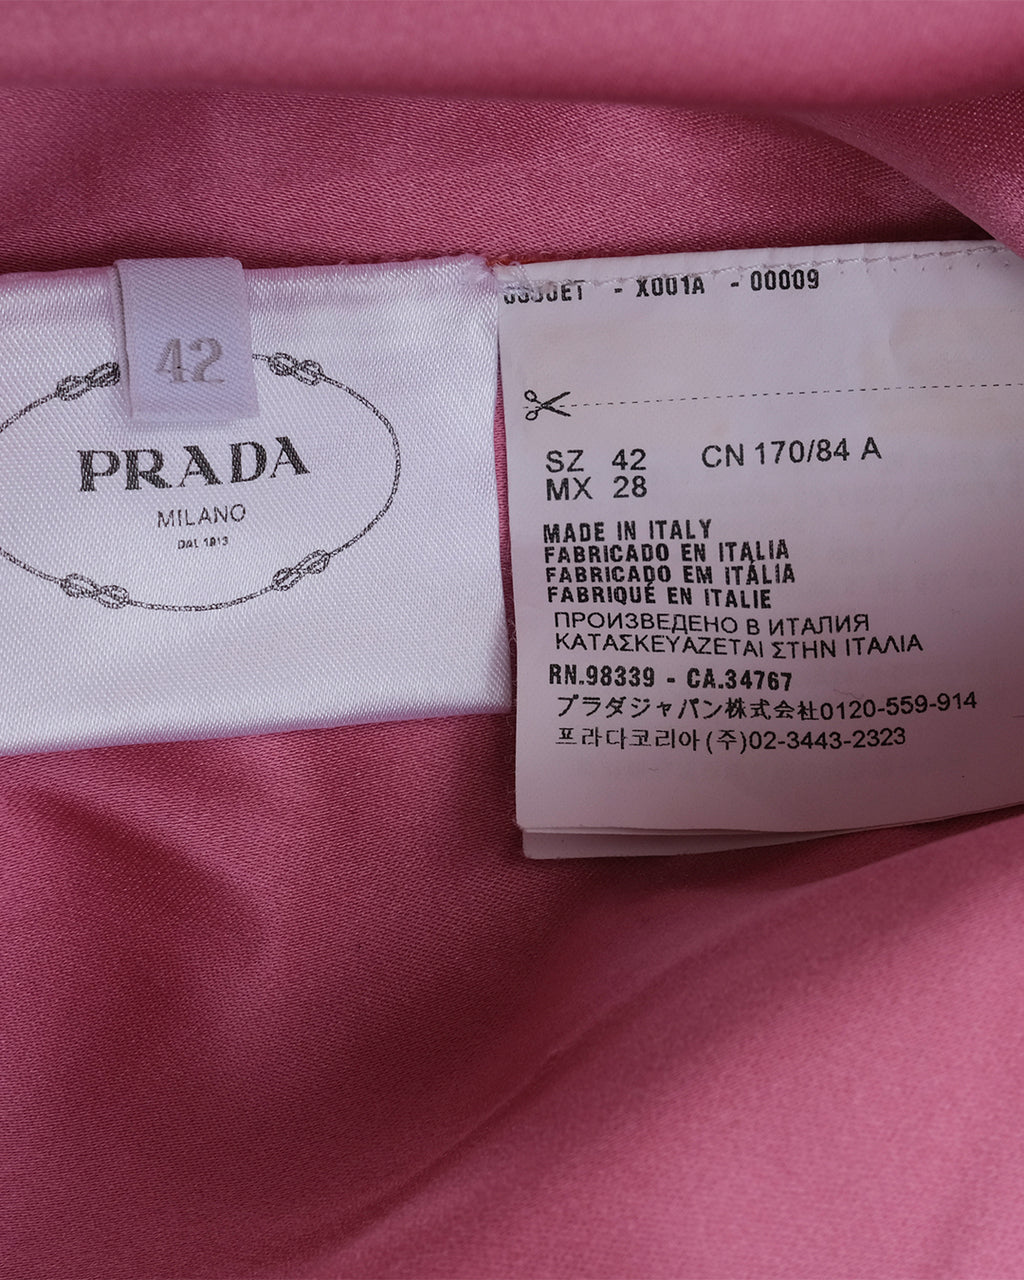 42
PRADA
MILANO
DAL 1913
- X001A - 00009
SZ 42 CN 170/84 A
MX 28
MADE IN ITALY
FABRICADO EN ITALIA
FABRICADO EM ITÁLIA
FABRIQUÉ EN ITALIE
ПРОИЗВЕДЕНО В ИТАЛИЯ
ΚΑΤΑΣΚΕΥΑΖΕΤΑΙ ΣΤΗΝ ΙΤΑΛΙΑ
RN.98339 - CA.34767
プラダジャパン株式会社0120-559-914
프라다코리아(주)02-3443-2323